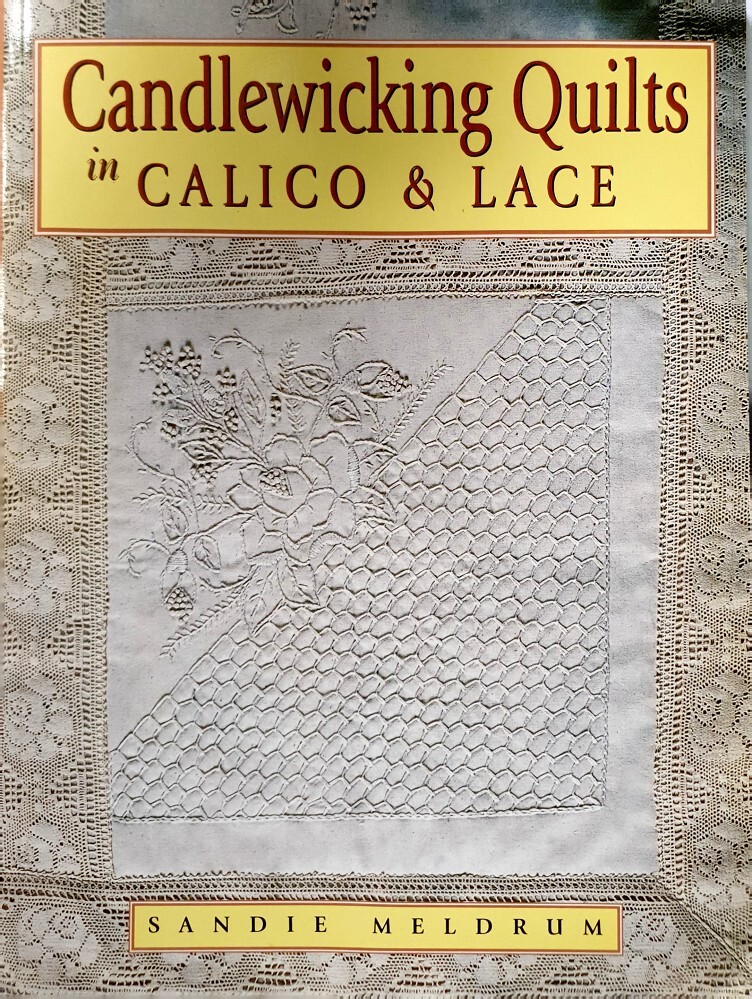 Candlewicking Quilts
in CALICO & LACE
SANDIE MELDRUM